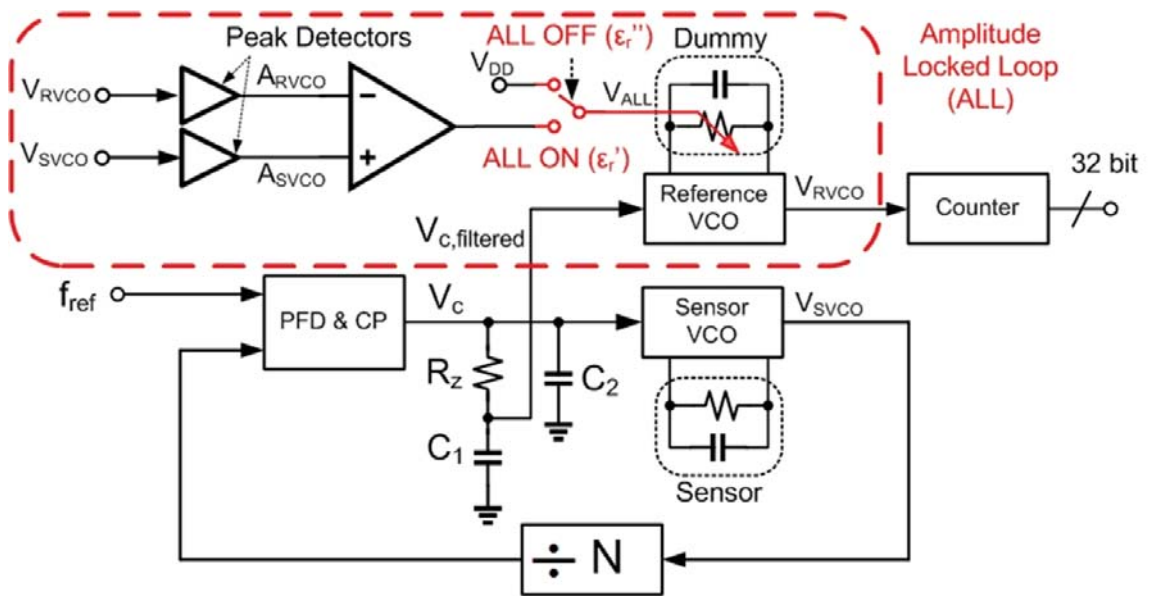 Peak Detectors
ALL OFF (εr'')
Dummy
Amplitude
Locked Loop
(ALL)
VDD
VRVCO
ARVCO
VALL
VSVCO
ASVCO
−
+
ALL ON (εr')
32 bit
Reference
VCO
VRVCO
Counter
Vc,filtered
fref
PFD & CP
Vc
Sensor
VCO
VSVCO
Rz
C2
C1
Sensor
÷ N